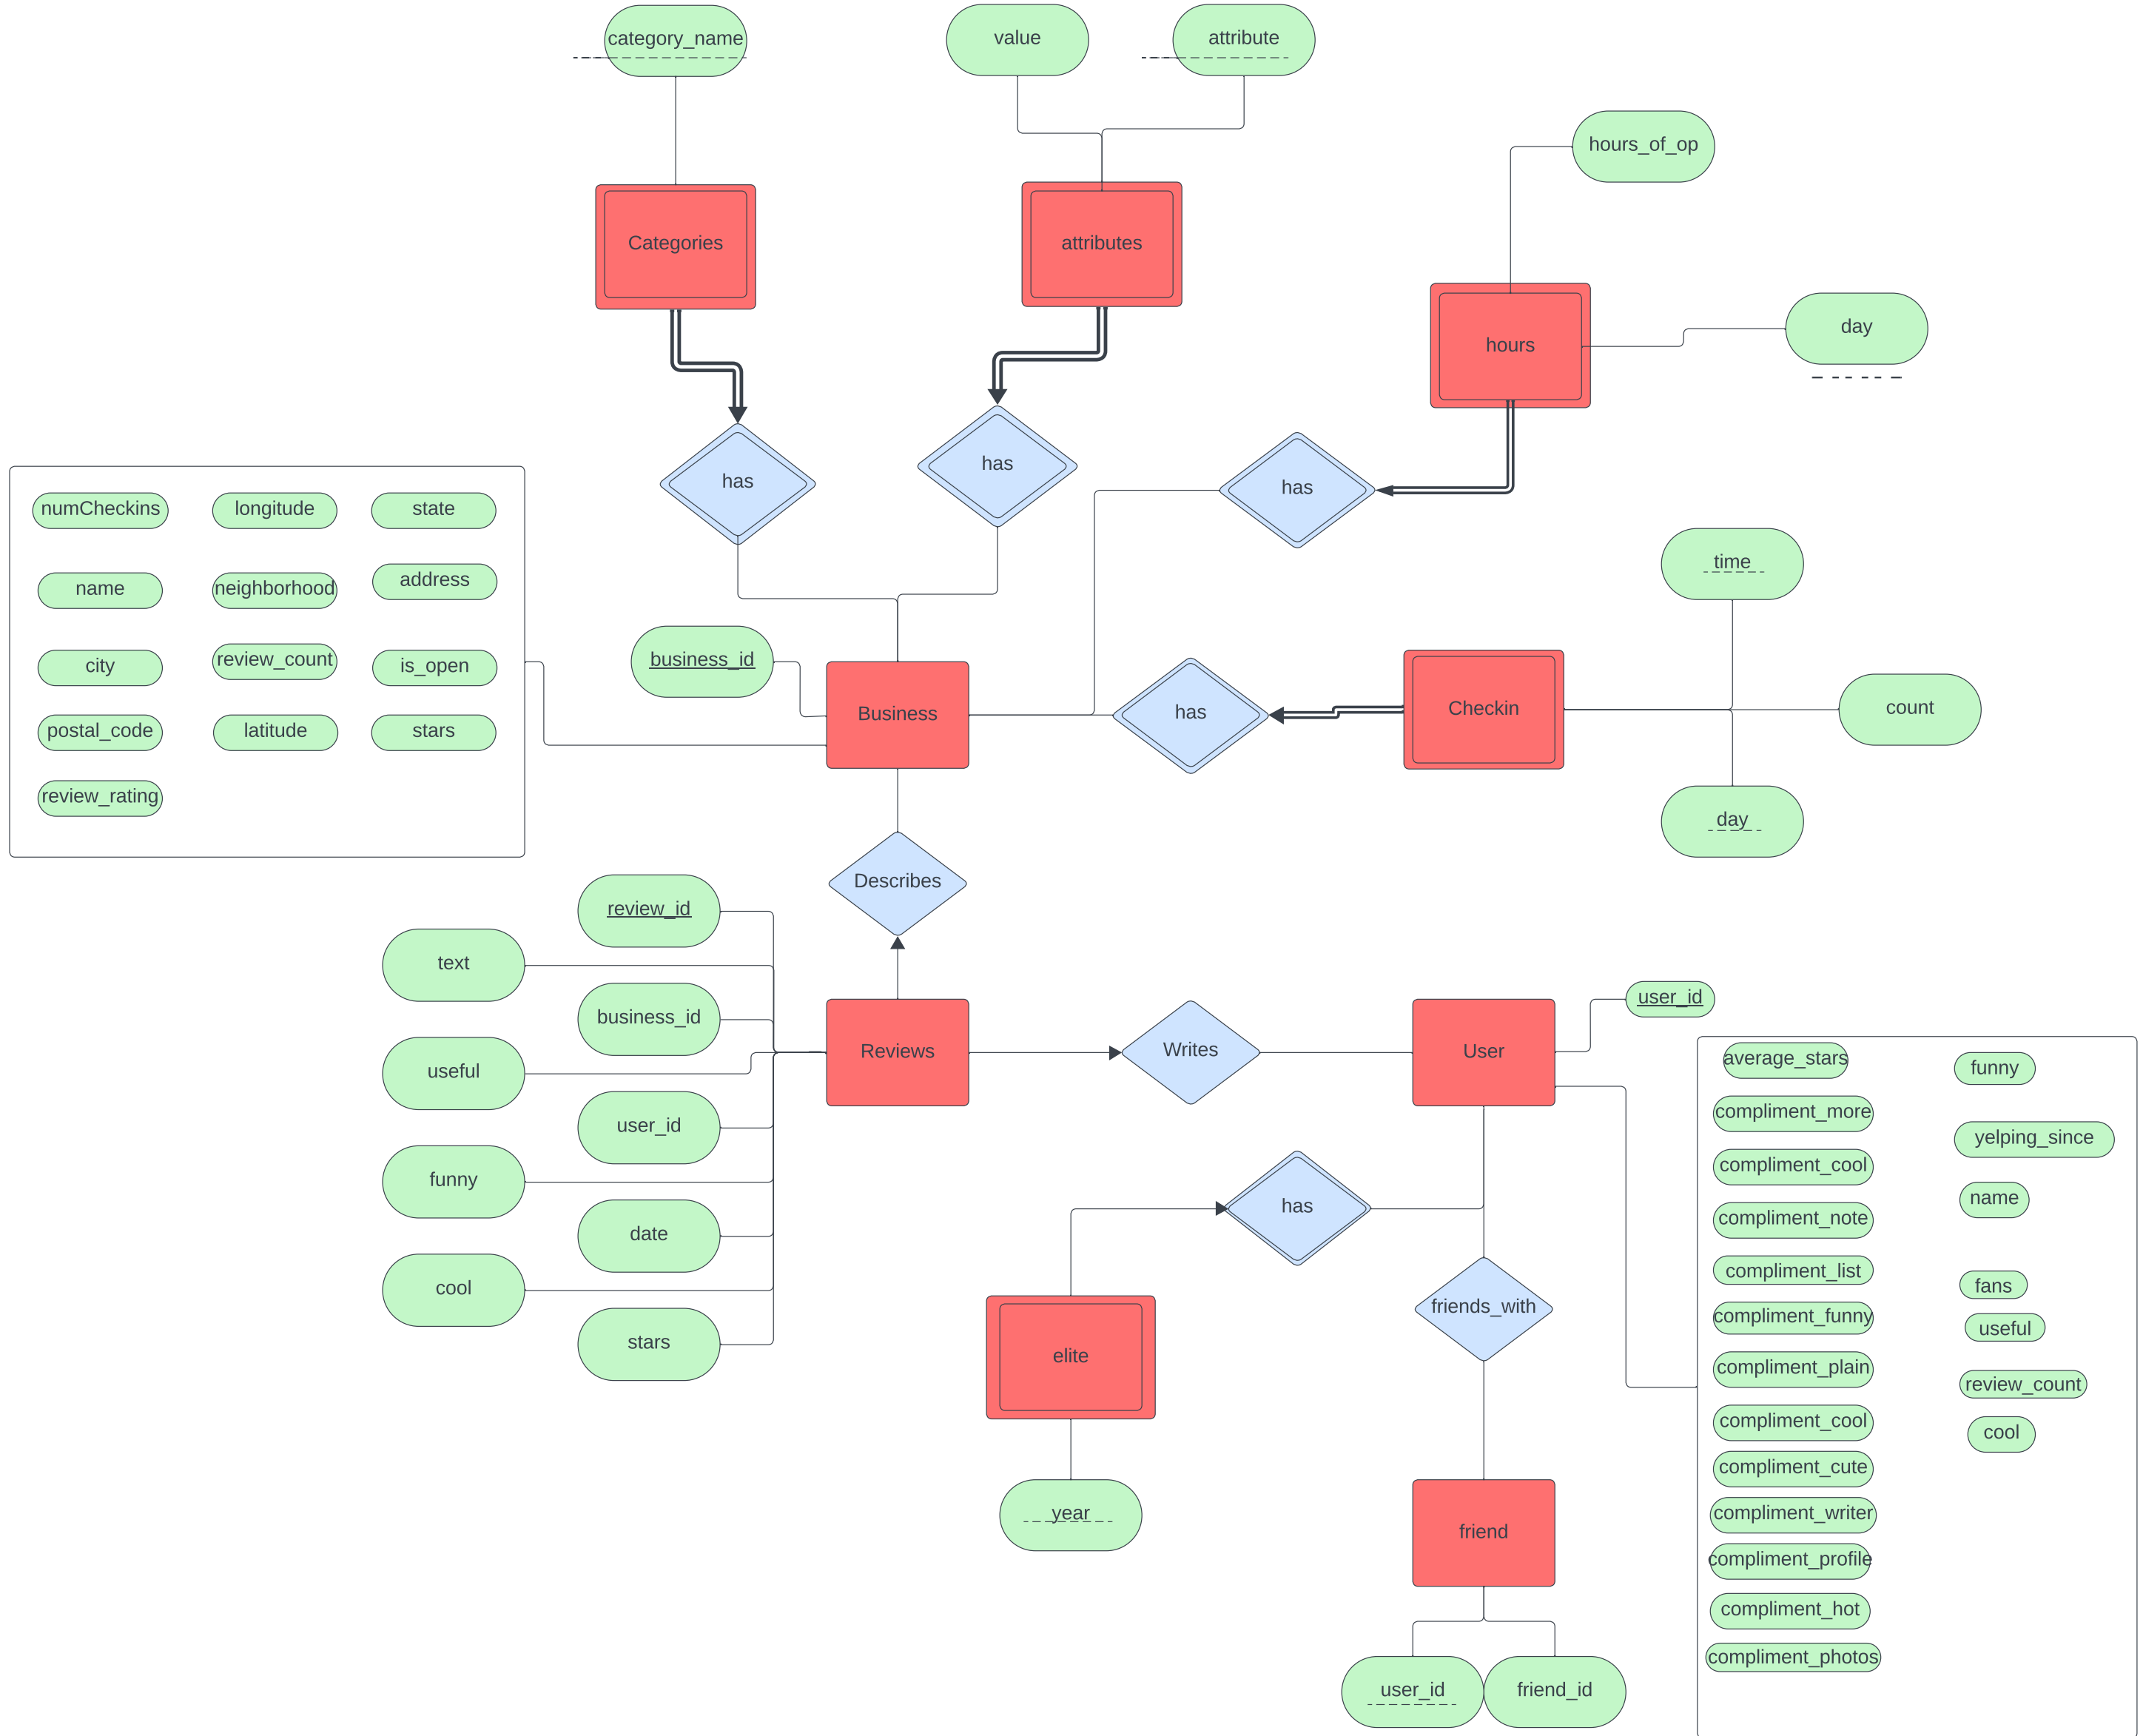 category_name
value
attribute
hours_of_op
Categories
attributes
hours
day
has
has
has
numCheckins
longitude
state
name
neighborhood
address
city
review_count
is_open
postal_code
latitude
stars
review_rating
business_id
Business
has
Checkin
time
count
day
Describes
review_id
text
business_id
useful
user_id
funny
date
cool
stars
Reviews
Writes
User
user_id
average_stars
compliment_more
compliment_cool
compliment_note
compliment_list
compliment_funny
compliment_plain
compliment_cool
compliment_cute
compliment_writer
compliment_profile
compliment_hot
compliment_photos
funny
yelping_since
name
fans
useful
review_count
cool
has
friends_with
elite
year
friend
user_id
friend_id